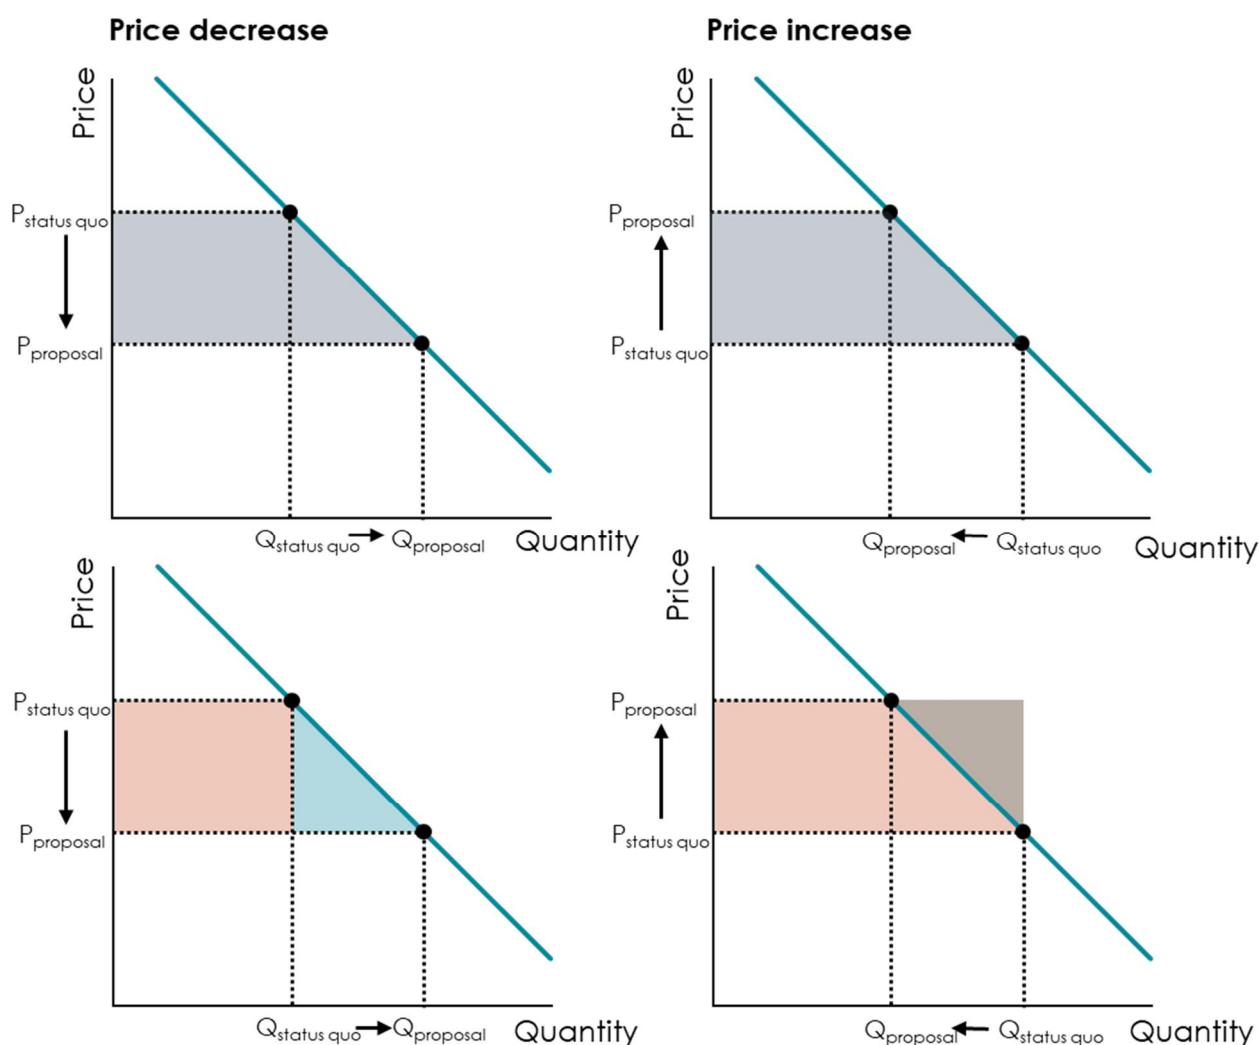 Price decrease
Price
Pstatus quo
Pproposal
Qstatus quo Qproposal Quantity
Price increase
Price
Pproposal
Pstatus quo
Qproposal Qstatus quo Quantity
Price
Pstatus quo
Pproposal
Qstatus quo Qproposal Quantity
Price
Pproposal
Pstatus quo
Qproposal Qstatus quo Quantity